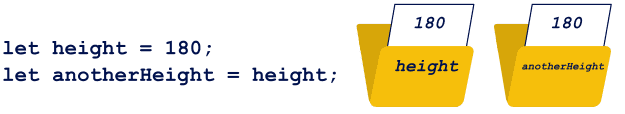 let height = 180;
let anotherHeight = height;
180
height
180
anotherHeight